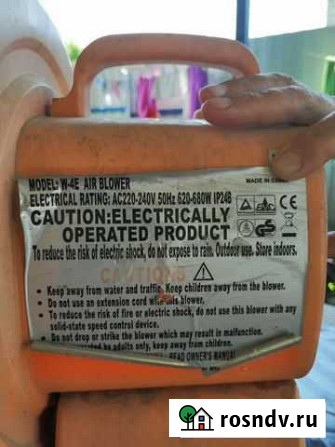 MODEL: W-4E AIR BLOWER
MADE IN
ELECTRICAL RATING: AC220-240V 50Hz 620-680W IP24B
CAUTION:ELECTRICALLY
OPERATED PRODUCT
To reduce the risk of electric shock, do not expose to rain. Outdoor use. Store indoors.
CAUTIONS
• Keep away from water and traffic. Keep children away from the blower.
• Do not use an extension cord with this blower.
• To reduce the risk of fire or electric shock, do not use this blower with any
solid-state speed control device.
• Do not drop or strike the blower which may result in malfunction.
by adults only, keep children away.
READ OWNER'S MANUAL
rosndv.ru